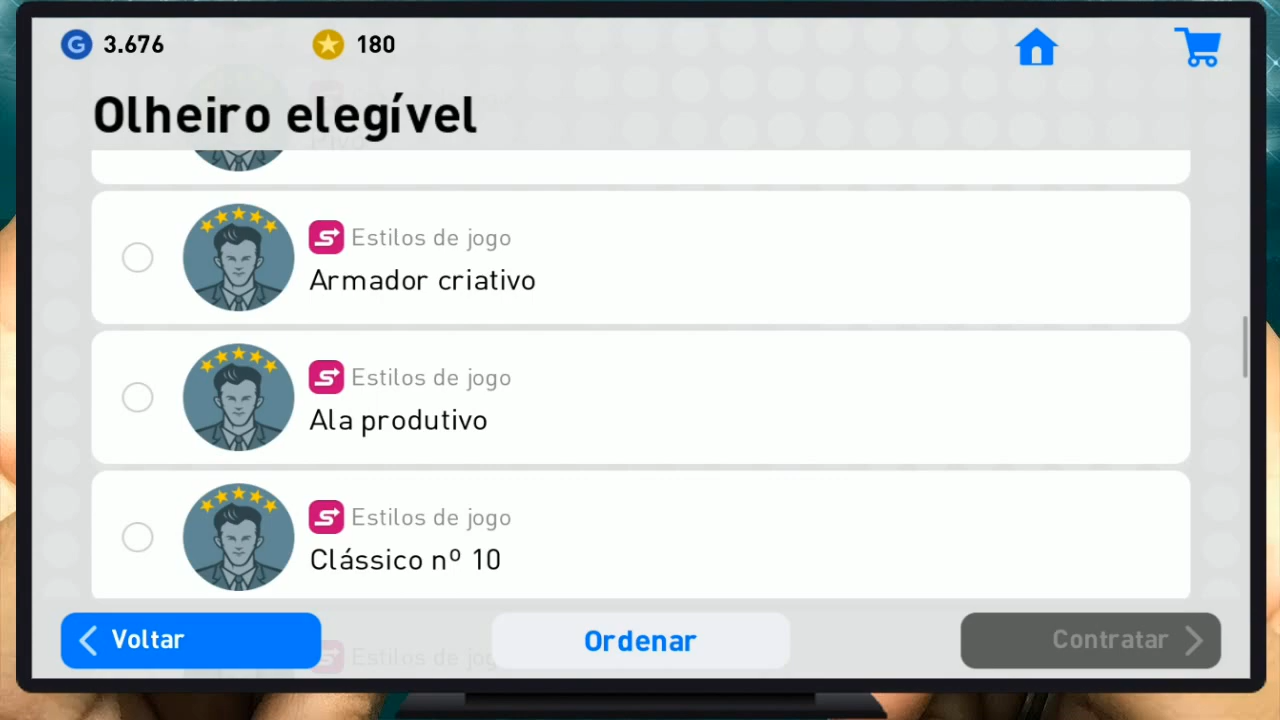 G 3.676
180
Olheiro elegível
Estilos de jogo
Armador criativo
Estilos de jogo
Ala produtivo
Estilos de jogo
Clássico nº 10
Estilos de jog
Voltar
Ordenar
Contratar